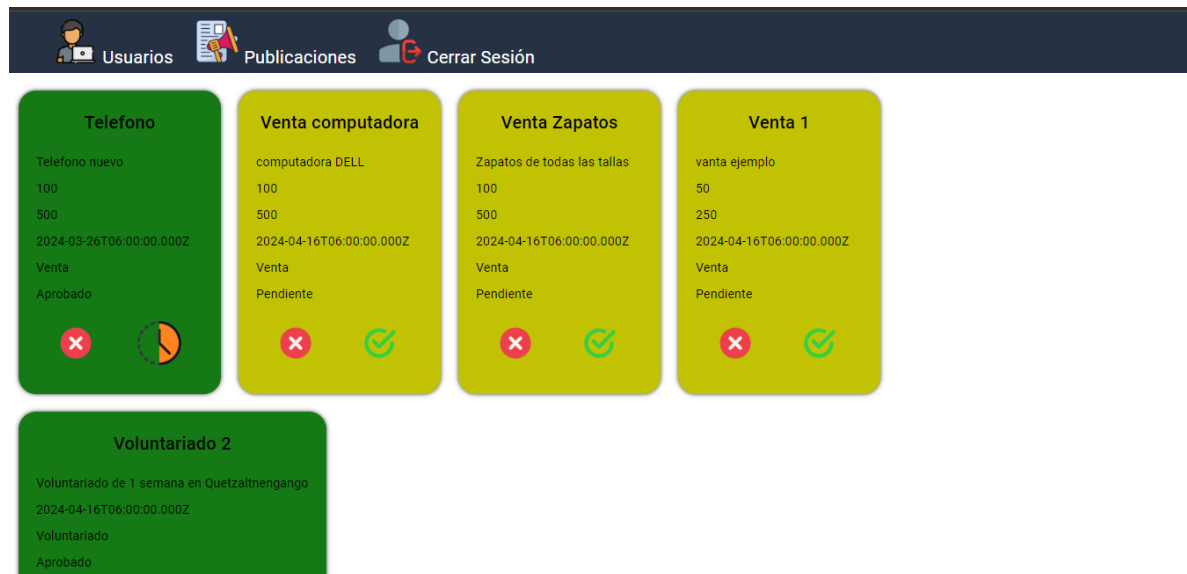 Usuarios Publicaciones Cerrar Sesión
Telefono
Telefono nuevo
100
500
2024-03-26T06:00:00.000Z
Venta
Aprobado
Venta computadora
computadora DELL
100
500
2024-04-16T06:00:00.000Z
Venta
Pendiente
Venta Zapatos
Zapatos de todas las tallas
100
500
2024-04-16T06:00:00.000Z
Venta
Pendiente
Venta 1
vanta ejemplo
50
250
2024-04-16T06:00:00.000Z
Venta
Pendiente
Voluntariado 2
Voluntariado de 1 semana en Quetzaltnengango
2024-04-16T06:00:00.000Z
Voluntariado
Aprobado